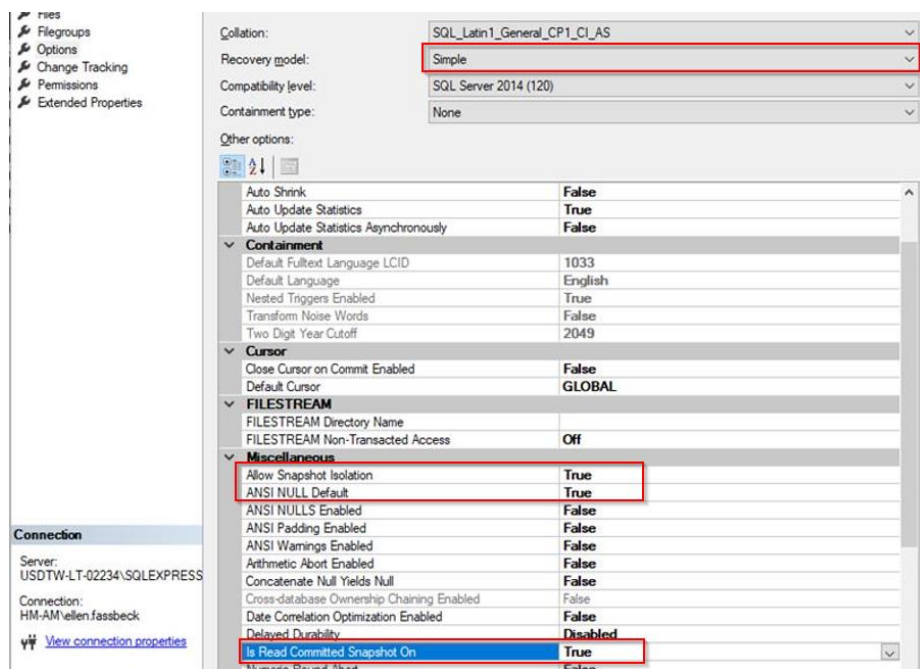 Files
Filegroups
Options
Change Tracking
Permissions
Extended Properties
Collation: SQL_Latin1_General_CP1_CI_AS
Recovery model: Simple
Compatibility level: SQL Server 2014 (120)
Containment type: None
Other options:
Auto Shrink False
Auto Update Statistics True
Auto Update Statistics Asynchronously False
Containment
Default Fulltext Language LCID 1033
Default Language English
Nested Triggers Enabled True
Transform Noise Words False
Two Digit Year Cutoff 2049
Cursor
Close Cursor on Commit Enabled False
Default Cursor GLOBAL
FILESTREAM
FILESTREAM Directory Name
FILESTREAM Non-Transacted Access Off
Miscellaneous
Allow Snapshot Isolation True
ANSI NULL Default True
ANSI NULLS Enabled False
ANSI Padding Enabled False
ANSI Warnings Enabled False
Arithmetic Abort Enabled False
Concatenate Null Yields Null False
Cross-database Ownership Chaining Enabled False
Date Correlation Optimization Enabled False
Delayed Durability Disabled
Is Read Committed Snapshot On True
Numeric Round-Abort False
Connection
Server:
USDTW-LT-02234\SQLEXPRESS
Connection:
HM-AM\ellen.fassbeck
View connection properties